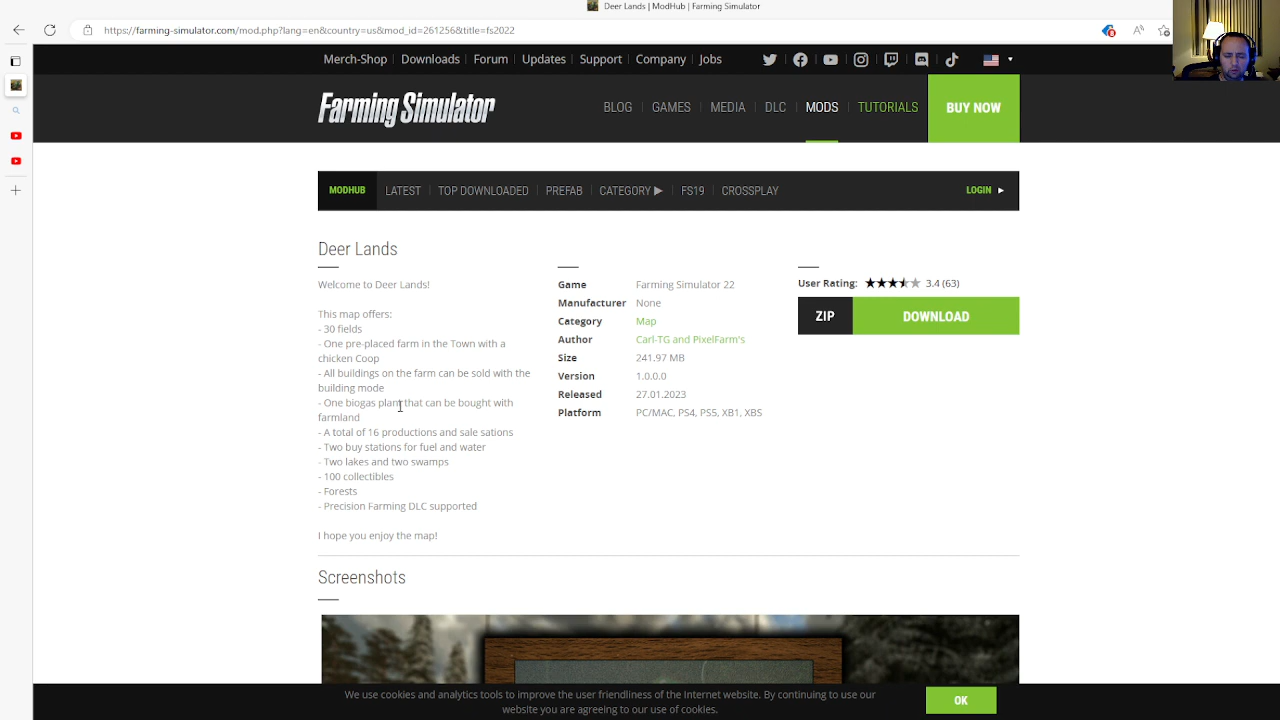 Deer Lands | ModHub | Farming Simulator
https://farming-simulator.com/mod.php?lang=en&country=us&mod_id=261256&title=fs2022
Merch-Shop Downloads Forum Updates Support Company Jobs
Farming Simulator
BLOG GAMES MEDIA DLC MODS TUTORIALS BUY NOW
MODHUB LATEST TOP DOWNLOADED PREFAB CATEGORY ▶ FS19 CROSSPLAY LOGIN ▶
Deer Lands
Welcome to Deer Lands!
This map offers:
- 30 fields
- One pre-placed farm in the Town with a
chicken Coop
- All buildings on the farm can be sold with the
building mode
- One biogas plant that can be bought with
farmland
- A total of 16 productions and sale sations
- Two buy stations for fuel and water
- Two lakes and two swamps
- 100 collectibles
- Forests
- Precision Farming DLC supported
I hope you enjoy the map!
Game Farming Simulator 22
Manufacturer None
Category Map
Author Carl-TG and PixelFarm's
Size 241.97 MB
Version 1.0.0.0
Released 27.01.2023
Platform PC/MAC, PS4, PS5, XB1, XBS
User Rating: 3.4 (63)
ZIP DOWNLOAD
Screenshots
We use cookies and analytics tools to improve the user friendliness of the Internet website. By continuing to use our
website you are agreeing to our use of cookies.
OK